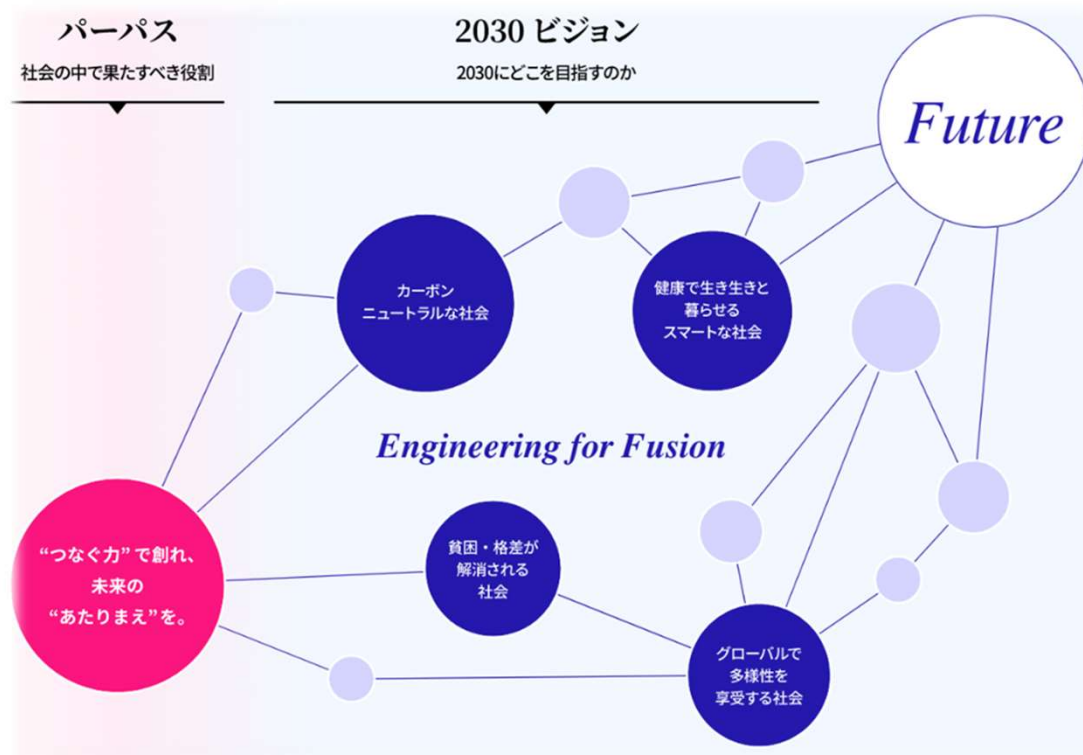 パーパス
社会の中で果たすべき役割
2030 ビジョン
2030にどこを目指すのか
Future
カーボン
ニュートラルな社会
健康で生き生きと
暮らせる
スマートな社会
Engineering for Fusion
“つなぐ力”で創れ、
未来の
“あたりまえ”を。
貧困・格差が
解消される
社会
グローバルで
多様性を
享受する社会